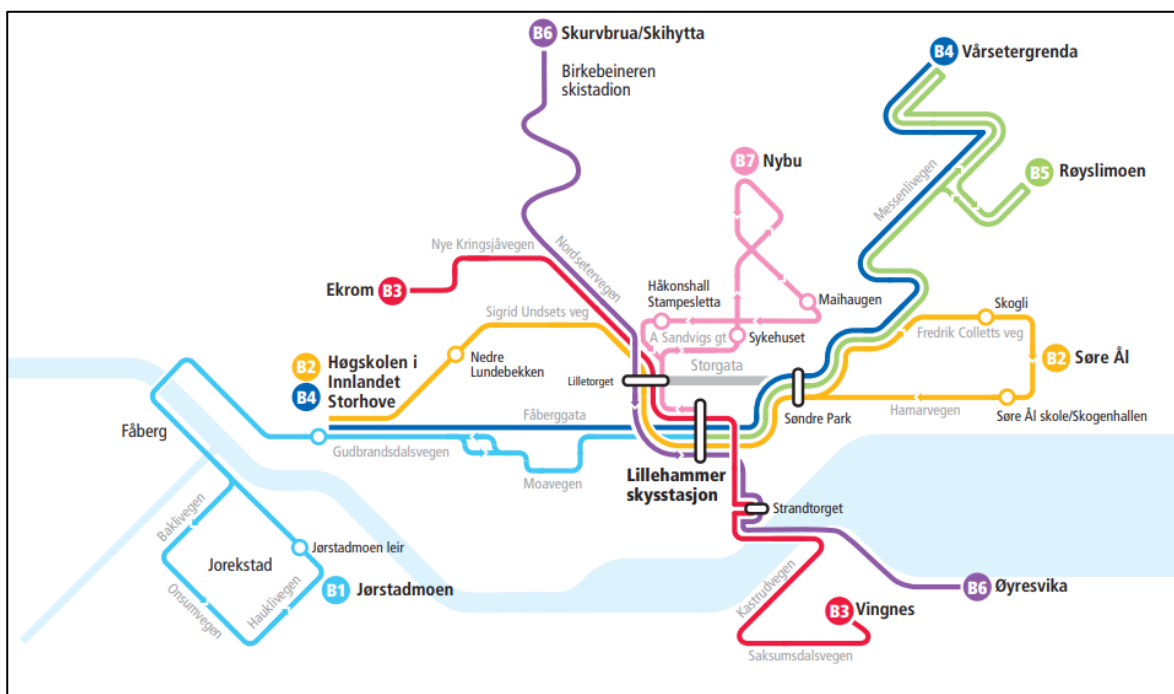 B6 Skurvbrua/Skihytta
Birkebeineren
skistadion
B4 Vårsetergrenda
B7 Nybu
B5 Røyslimoen
Messenlivegen
Nordsetervegen
Nye Kringsjåvegen
Ekrom B3
Håkonshall
Stampesletta
Maihaugen
Sigrid Undsets veg
A Sandvigs gt
Sykehuset
Skogli
Fredrik Colletts veg
B2 Høgskolen i
Innlandet
B4 Storhove
Nedre
Lundebekken
Storgata
B2 Søre Ål
Lilletorget
Fåberggata
Søndre Park
Hamarvegen
Søre Ål skole/Skogenhallen
Fåberg
Gudbrandsdalsvegen
Moavegen
Lillehammer
skysstasjon
Strandtorget
Baklivegen
Jørstadmoen leir
Jorekstad
Onsumvegen
Hauklivegen
B1 Jørstadmoen
Kastrudvegen
B3 Vingnes
B6 Øyresvika
Saksumsdalsvegen